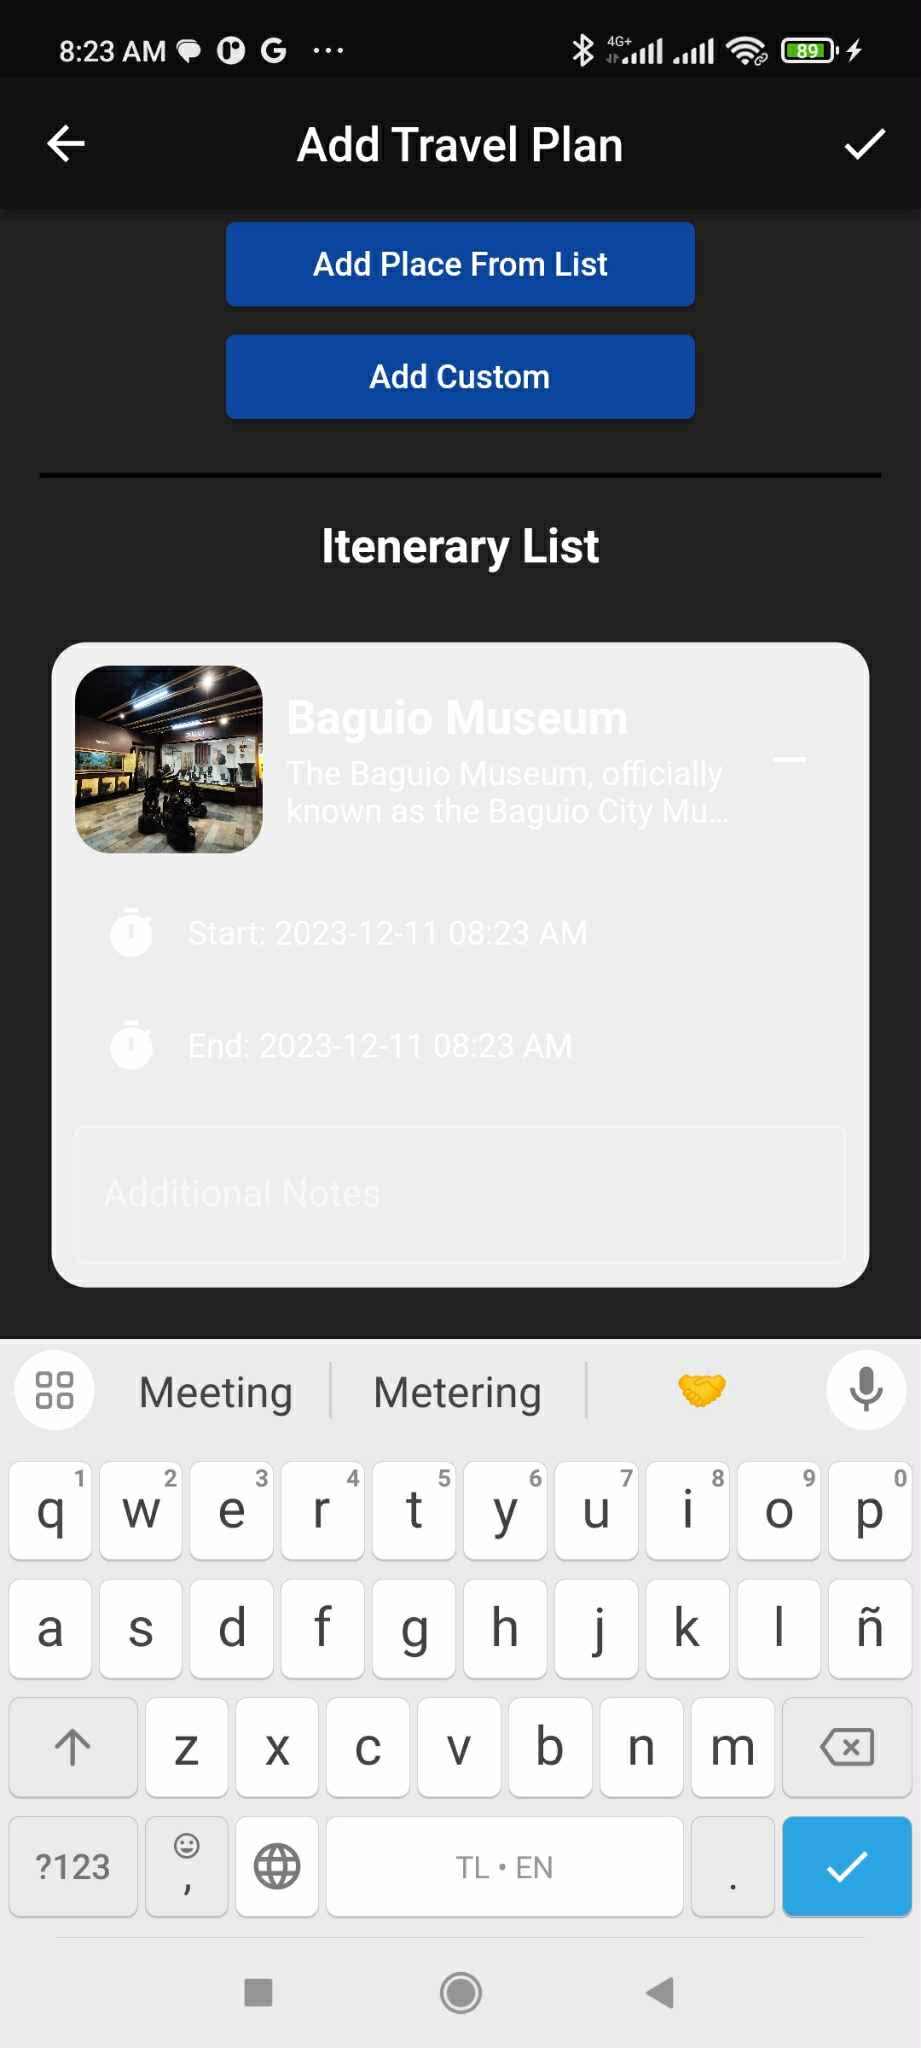 8:23 AM
4G+
89
Add Travel Plan
Add Place From List
Add Custom
Itenerary List
Baguio Museum
The Baguio Museum, officially
known as the Baguio City Mu...
Start: 2023-12-11 08:23 AM
End: 2023-12-11 08:23 AM
Additional Notes
Meeting Metering
1 2 3 4 5 6 7 8 9 0
q w e r t y u i o p
a s d f g h j k l ñ
z x c v b n m
?123 , TL • EN .